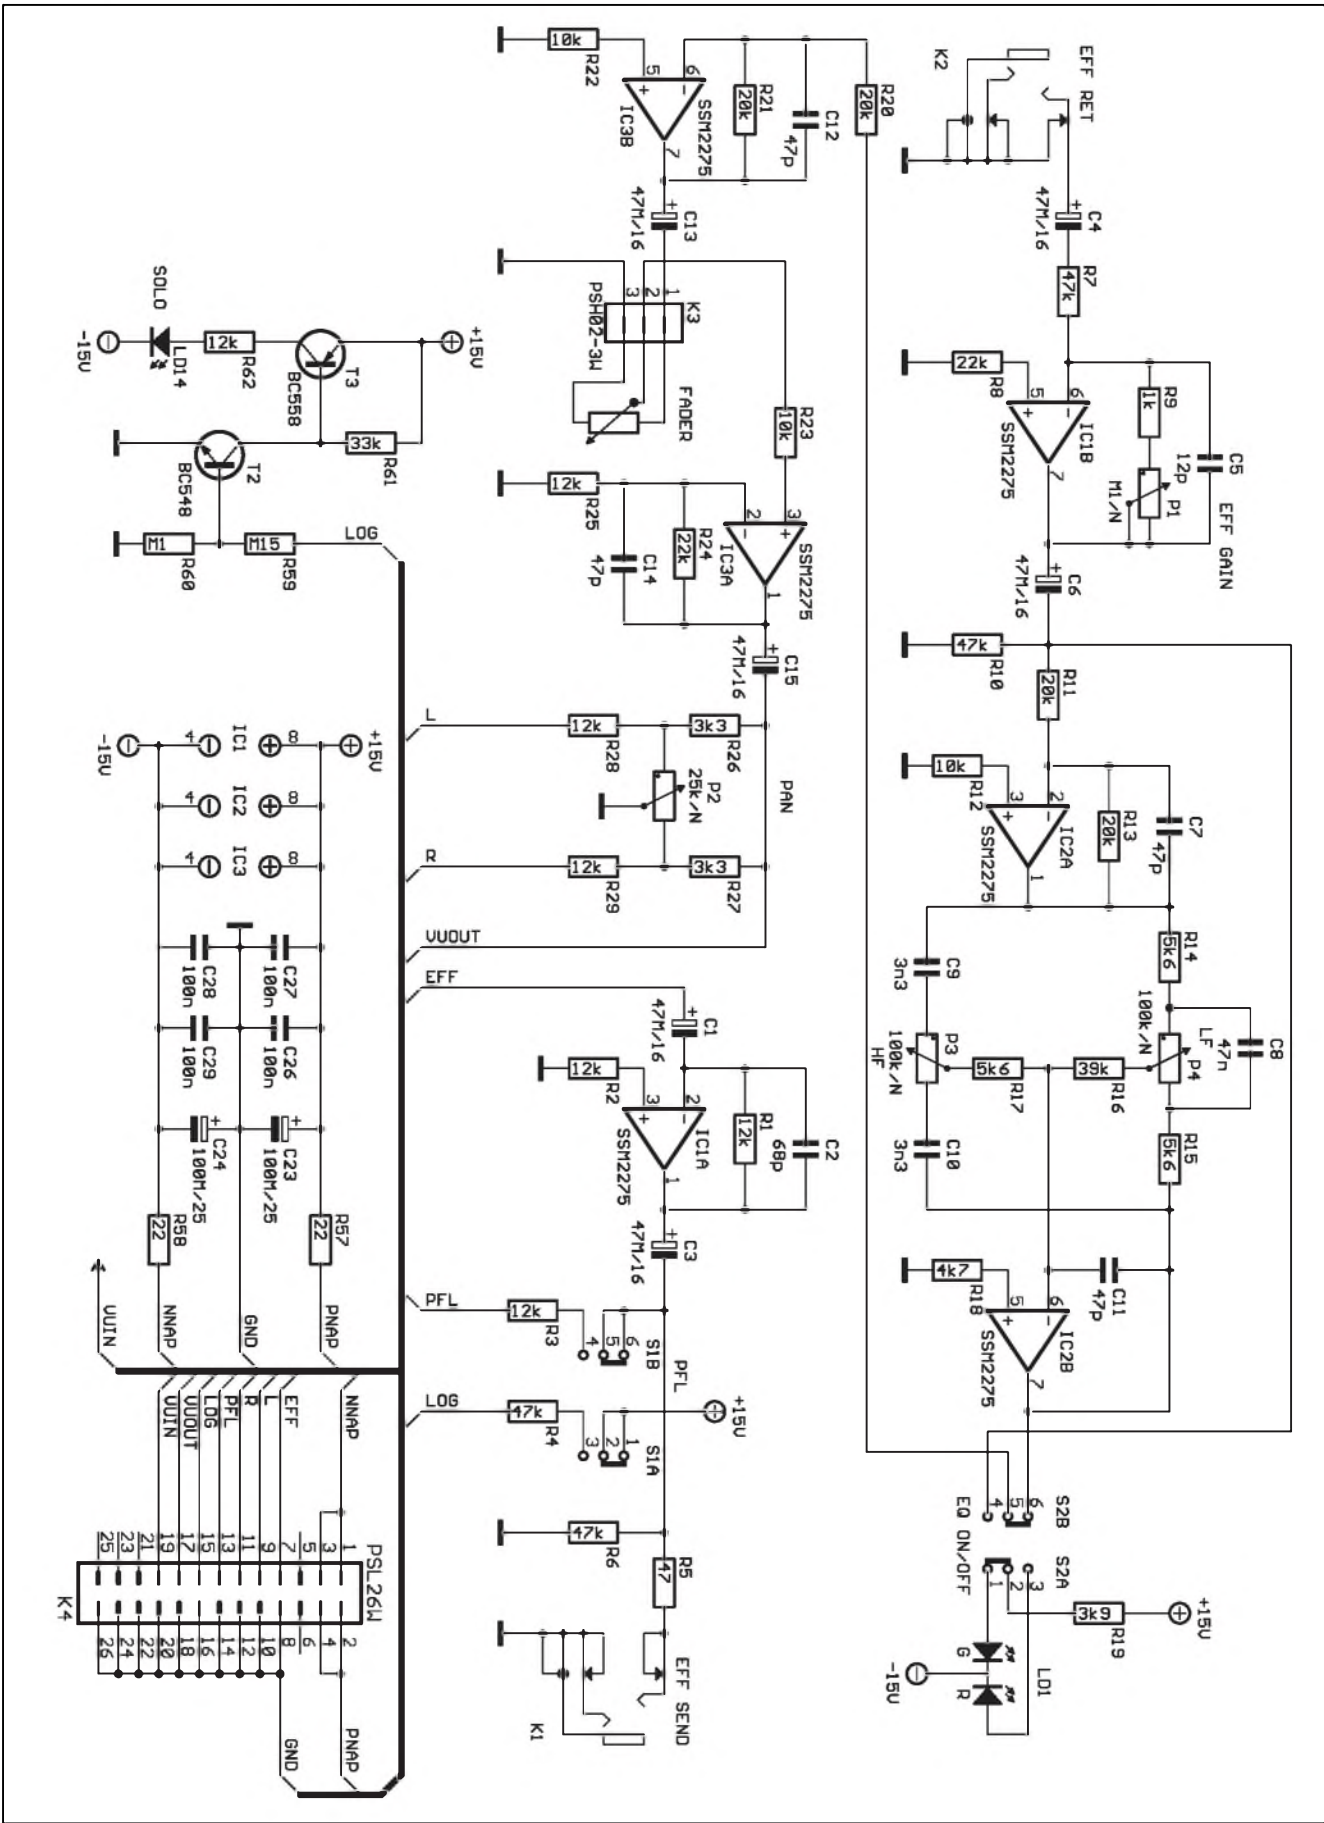 EFF RET
K2
C4
47M/16
R7
47k
R8
22k
6
5
7
IC1B
SSM2275
R9
1k
P1
M1/N
C5
12p
EFF GAIN
C6
47M/16
R10
47k
R11
20k
R12
10k
2
3
1
IC2A
SSM2275
R13
20k
C7
47p
R14
5k6
C8
47n
P4
LF
100k/N
R15
5k6
R16
39k
R17
5k6
C9
3n3
P3
100k/N
HF
C10
3n3
C11
47p
R18
4k7
6
5
7
IC2B
SSM2275
S2B
6
5
4
EQ ON/OFF
S2A
3
2
1
R19
3k9
+15V
LD1
G
R
-15V
R20
20k
C12
47p
R21
20k
R22
10k
6
5
7
SSM2275
IC3B
C13
47M/16
K3
1
2
3
PSH02-3W
FADER
R23
10k
3
2
1
SSM2275
IC3A
R24
22k
C14
47p
R25
12k
C15
47M/16
R26
3k3
R28
12k
L
PAN
P2
25k/N
R27
3k3
R29
12k
R
VUOUT
EFF
C1
47M/16
R2
12k
2
3
1
IC1A
SSM2275
R1
12k
C2
68p
C3
47M/16
PFL
R3
12k
S1B
6
5
4
PFL
LOG
R4
47k
S1A
1
2
3
+15V
R6
47k
R5
47
EFF SEND
K1
+15V
T3
BC558
R62
12k
LD14
SOLO
-15V
R61
33k
T2
BC548
R60
M1
R59
M15
LOG
+15V
8
IC1
4
-15V
8
IC2
4
8
IC3
4
C27
100n
C28
100n
C26
100n
C29
100n
C23
100M/25
C24
100M/25
R57
22
R58
22
PNAP
GND
NNAP
VUIN
NNAP
EFF
L
R
PFL
LOG
VUOUT
VUIN
PSL26W
1
3
5
7
9
11
13
15
17
19
21
23
25
K4
2
4
6
8
10
12
14
16
18
20
22
24
26
PNAP
GND